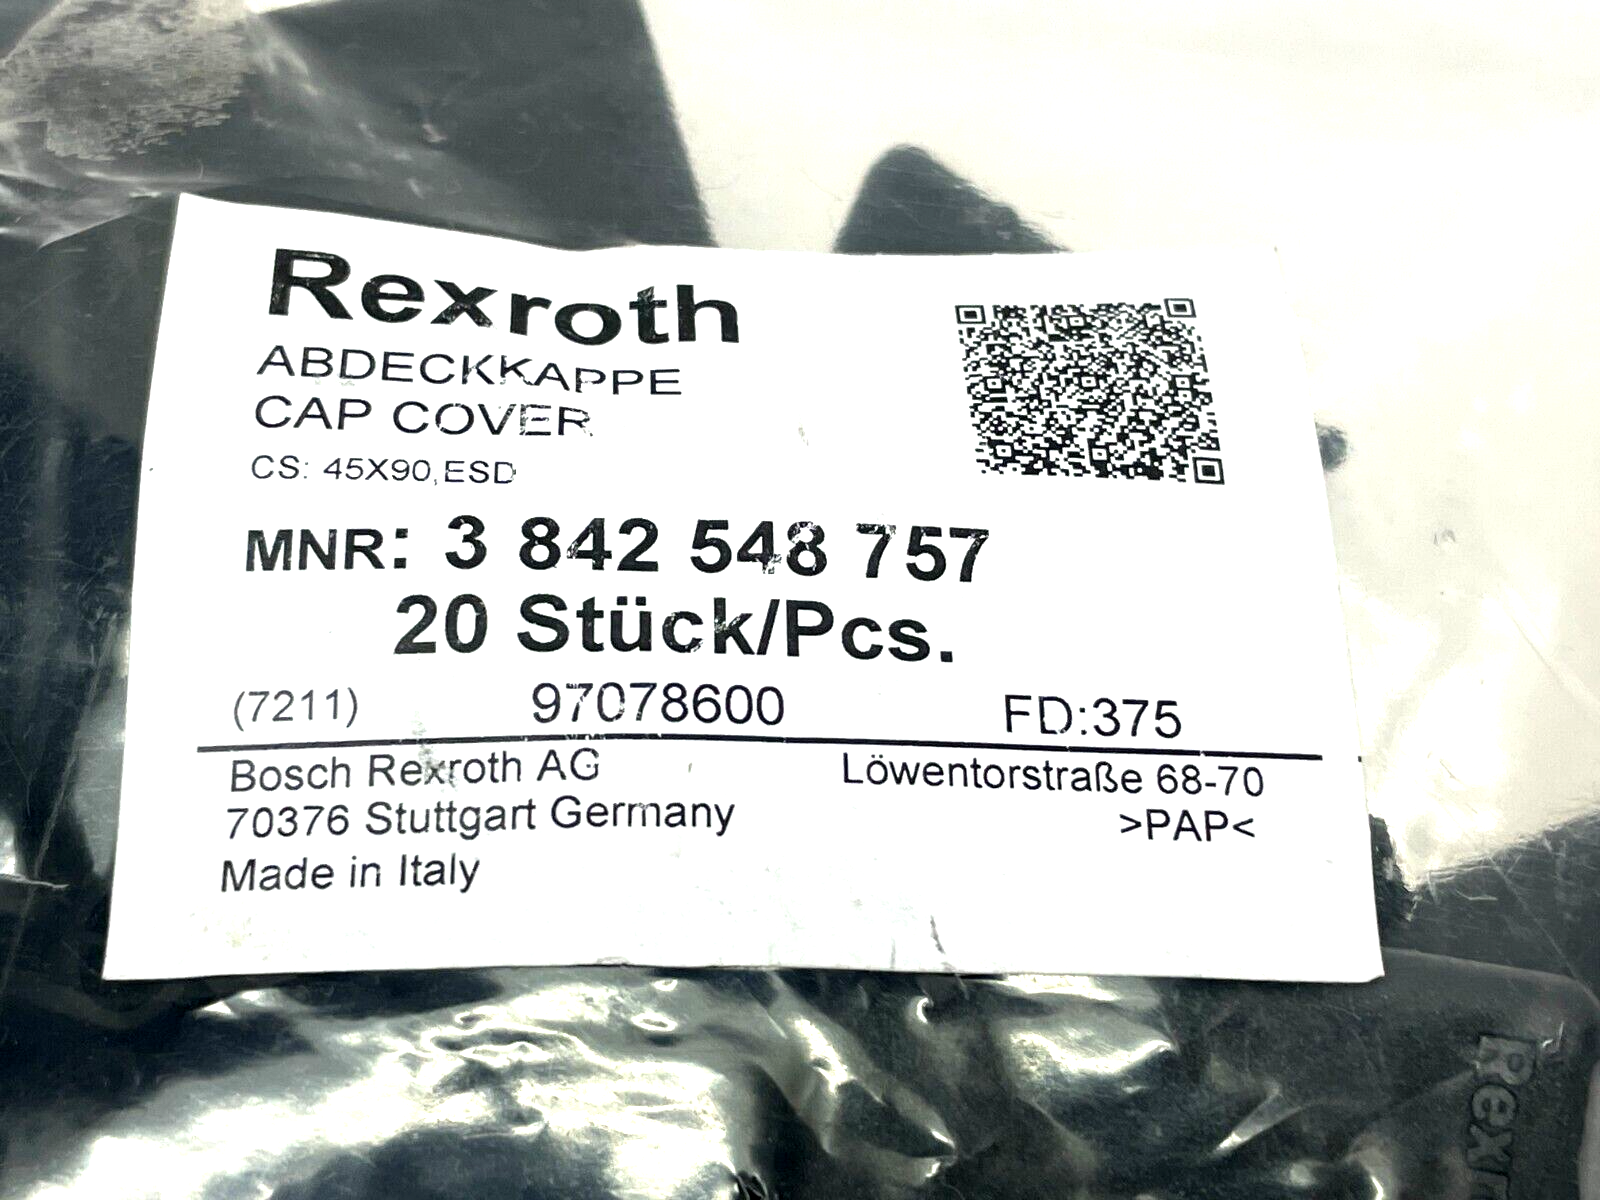 Rexroth
ABDECKKAPPE
CAP COVER
CS: 45X90,ESD
MNR: 3 842 548 757
20 Stück/Pcs.
(7211) 97078600 FD:375
Bosch Rexroth AG Löwentorstraße 68-70
70376 Stuttgart Germany >PAP<
Made in Italy
Rexr